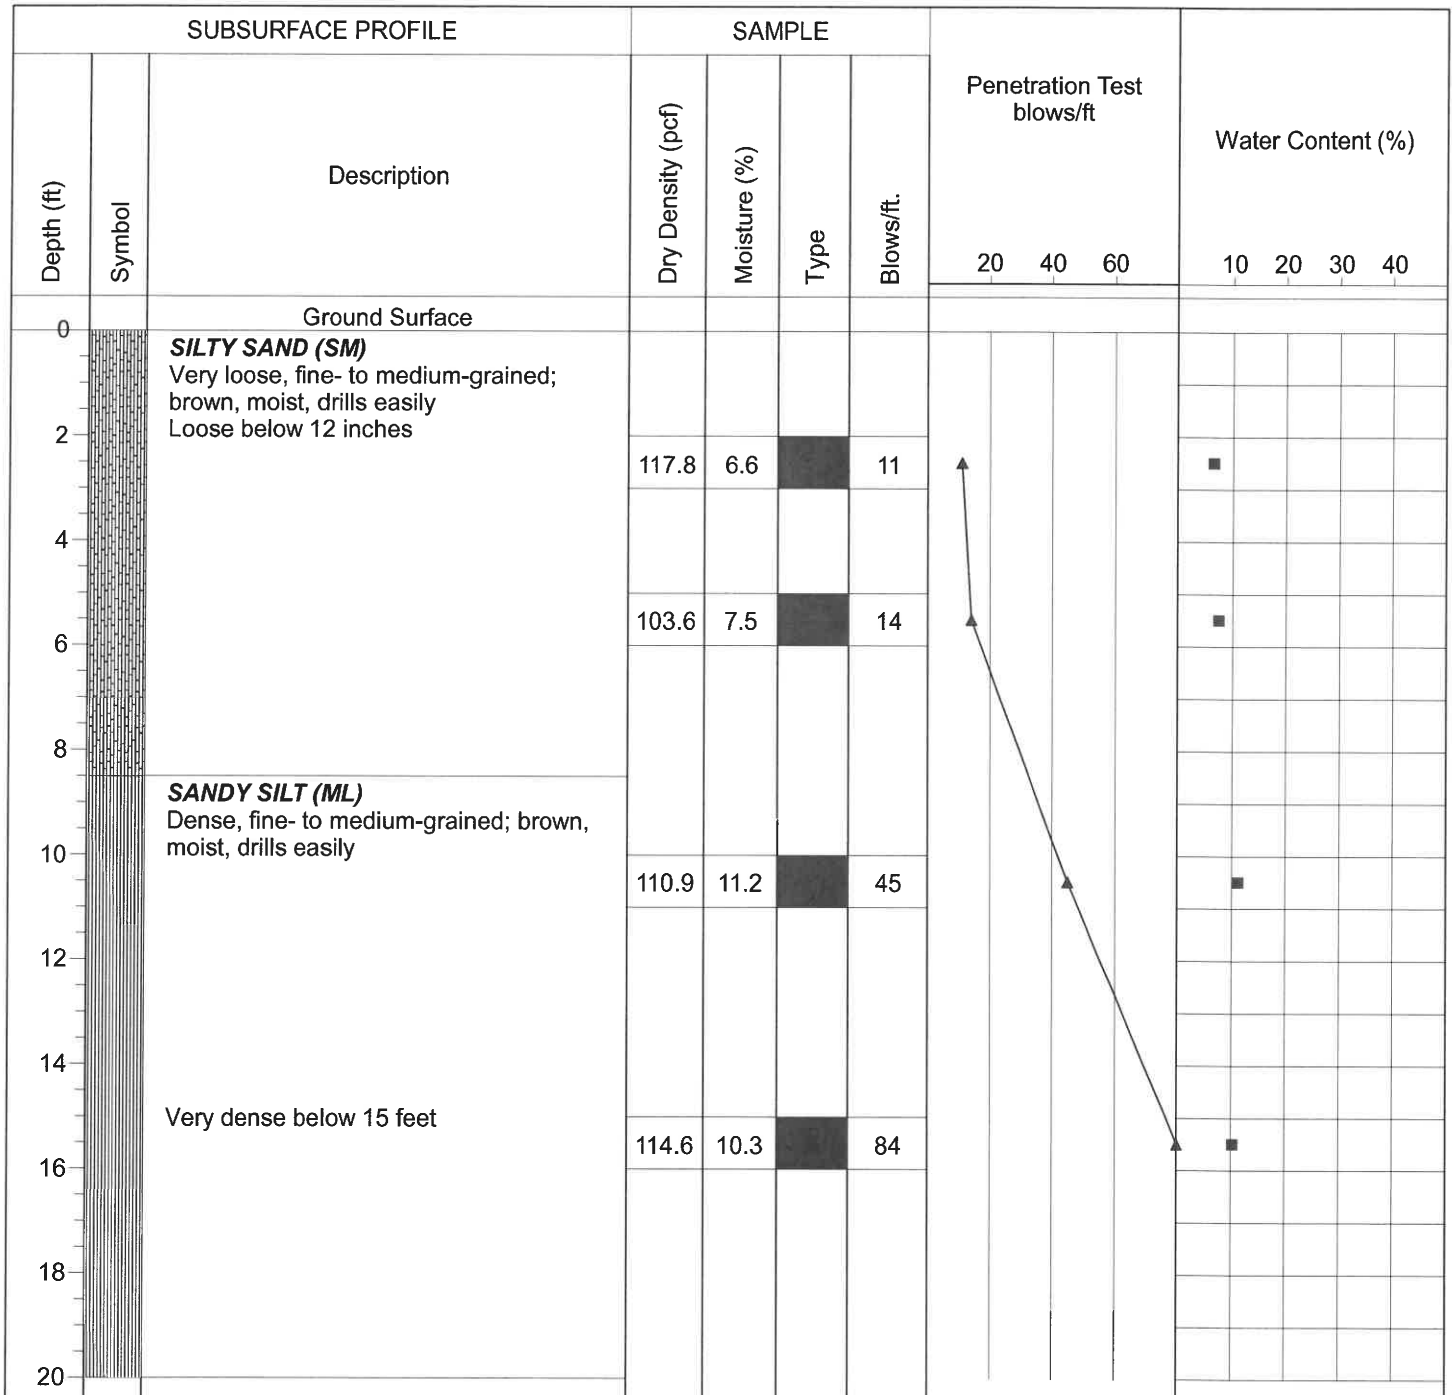 SUBSURFACE PROFILE
SAMPLE
Depth (ft)
Symbol
Description
Dry Density (pcf)
Moisture (%)
Type
Blows/ft.
Penetration Test
blows/ft
20 40 60
Water Content (%)
10 20 30 40
Ground Surface
0
SILTY SAND (SM)
Very loose, fine- to medium-grained;
brown, moist, drills easily
Loose below 12 inches
2
117.8 6.6 11
4
103.6 7.5 14
6
8
SANDY SILT (ML)
Dense, fine- to medium-grained; brown,
moist, drills easily
10
110.9 11.2 45
12
14
Very dense below 15 feet
114.6 10.3 84
16
18
20